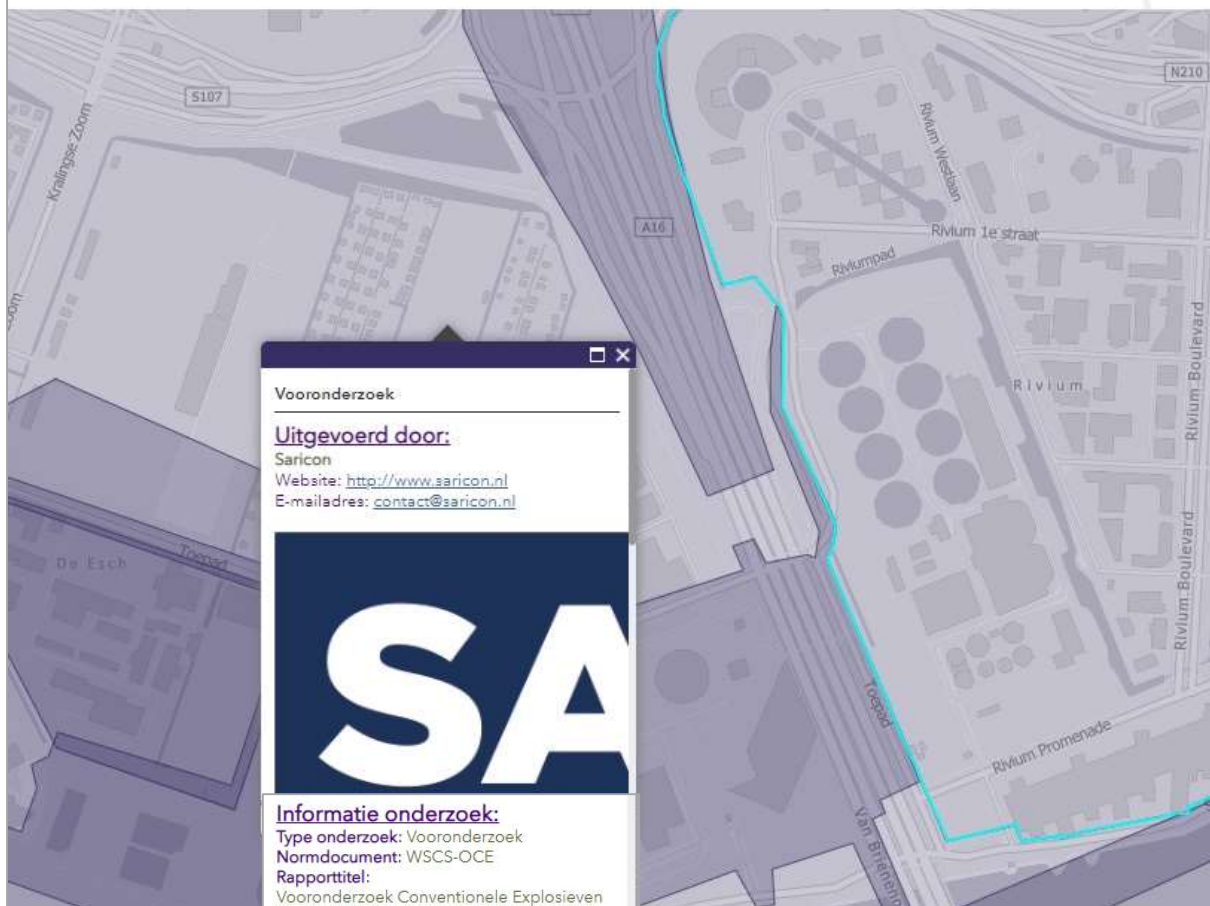 S107
N210
Kralingse Zoom
Rivium Westlaan
A16
Rivium 1e straat
Riviumpad
Zoom
Rivium
Rivium Boulevard
Vooronderzoek
Uitgevoerd door:
Saricon
Website: http://www.saricon.nl
E-mailadres: contact@saricon.nl
SA
De Esch
Toepad
Rivium Boulevard
Toepad
Rivium Promenade
Informatie onderzoek:
Type onderzoek: Vooronderzoek
Normdocument: WSCS-OCE
Rapporttitel:
Vooronderzoek Conventionele Explosieven
Van Brieneno